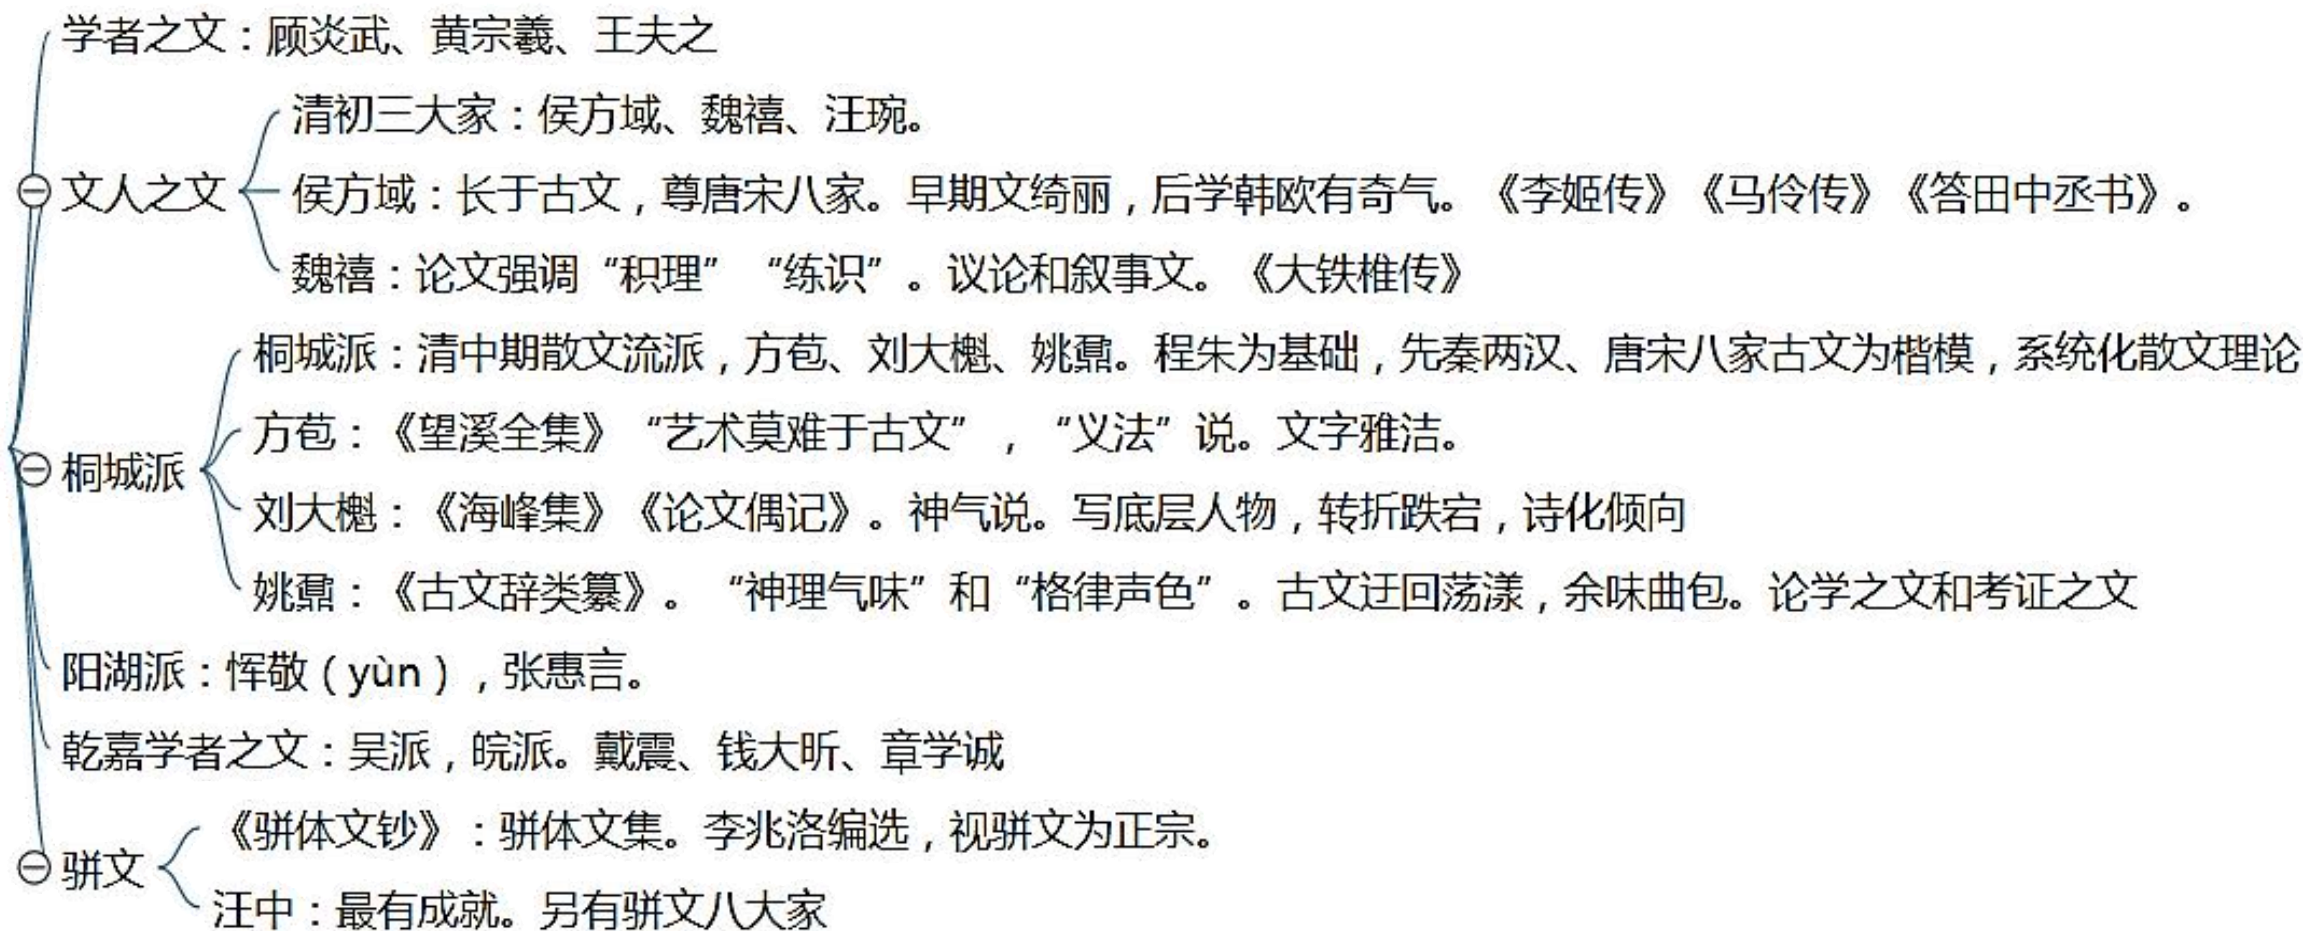 学者之文：顾炎武、黄宗羲、王夫之
清初三大家：侯方域、魏禧、汪琬。
文人之文
侯方域：长于古文，尊唐宋八家。早期文绮丽，后学韩欧有奇气。《李姬传》《马伶传》《答田中丞书》。
魏禧：论文强调“积理”“练识”。议论和叙事文。《大铁椎传》
桐城派：清中期散文流派，方苞、刘大櫆、姚鼐。程朱为基础，先秦两汉、唐宋八家古文为楷模，系统化散文理论
方苞：《望溪全集》“艺术莫难于古文”，“义法”说。文字雅洁。
桐城派
刘大櫆：《海峰集》《论文偶记》。神气说。写底层人物，转折跌宕，诗化倾向
姚鼐：《古文辞类纂》。“神理气味”和“格律声色”。古文迂回荡漾，余味曲包。论学之文和考证之文
阳湖派：恽敬（yùn），张惠言。
乾嘉学者之文：吴派，皖派。戴震、钱大昕、章学诚
《骈体文钞》：骈体文集。李兆洛编选，视骈文为正宗。
骈文
汪中：最有成就。另有骈文八大家